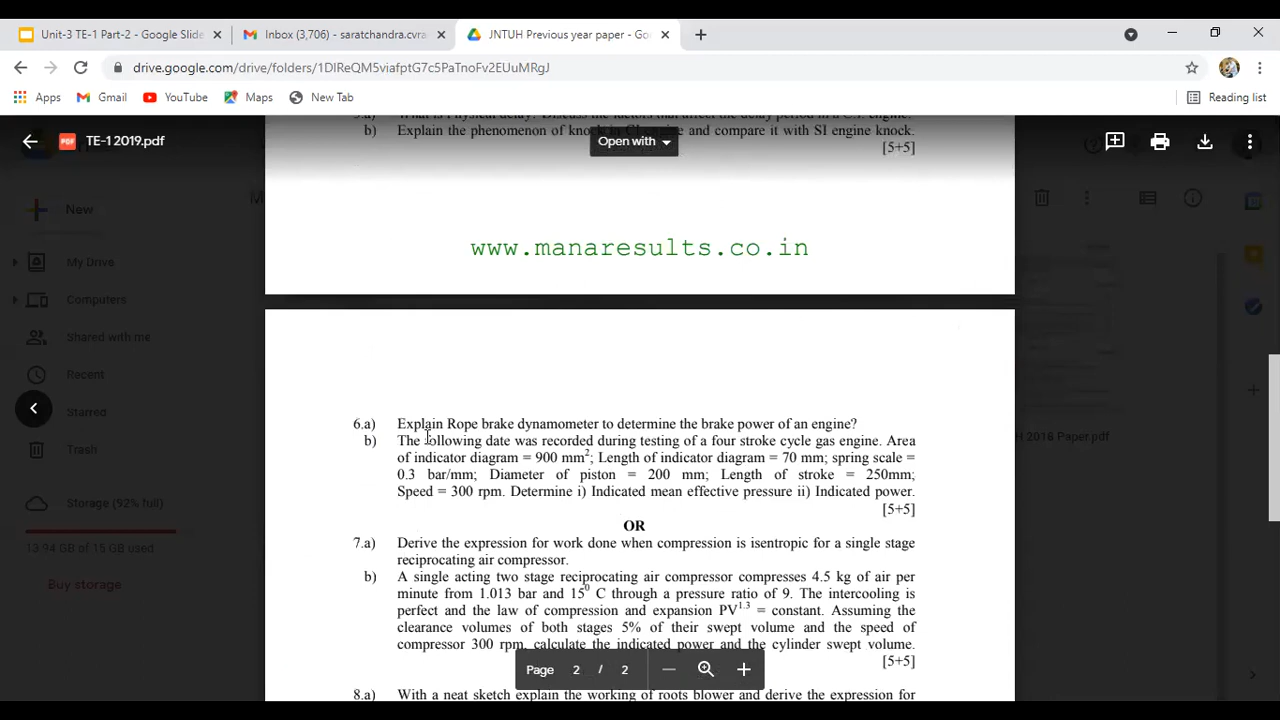 Unit-3 TE-1 Part-2 - Google Slide
Inbox (3,706) - saratchandra.cvra
JNTUH Previous year paper - Go
drive.google.com/drive/folders/1DIReQM5viafptG7c5PaTnoFv2EUuMRgJ
Apps
Gmail
YouTube
Maps
New Tab
Reading list
TE-1 2019.pdf
Open with
b) Explain the phenomenon of knock in C.I. engine and compare it with SI engine knock.
[5+5]
New
www.manaresults.co.in
My Drive
Computers
Shared with me
Recent
Starred
Trash
Storage (92% full)
13.94 GB of 15 GB used
Buy storage
H 2018 Paper.pdf
6.a) Explain Rope brake dynamometer to determine the brake power of an engine?
b) The following date was recorded during testing of a four stroke cycle gas engine. Area
of indicator diagram = 900 mm²; Length of indicator diagram = 70 mm; spring scale =
0.3 bar/mm; Diameter of piston = 200 mm; Length of stroke = 250mm;
Speed = 300 rpm. Determine i) Indicated mean effective pressure ii) Indicated power.
[5+5]
OR
7.a) Derive the expression for work done when compression is isentropic for a single stage
reciprocating air compressor.
b) A single acting two stage reciprocating air compressor compresses 4.5 kg of air per
minute from 1.013 bar and 15⁰ C through a pressure ratio of 9. The intercooling is
perfect and the law of compression and expansion PV¹·³ = constant. Assuming the
clearance volumes of both stages 5% of their swept volume and the speed of
compressor 300 rpm, calculate the indicated power and the cylinder swept volume.
[5+5]
Page 2 / 2
8.a) With a neat sketch explain the working of roots blower and derive the expression for